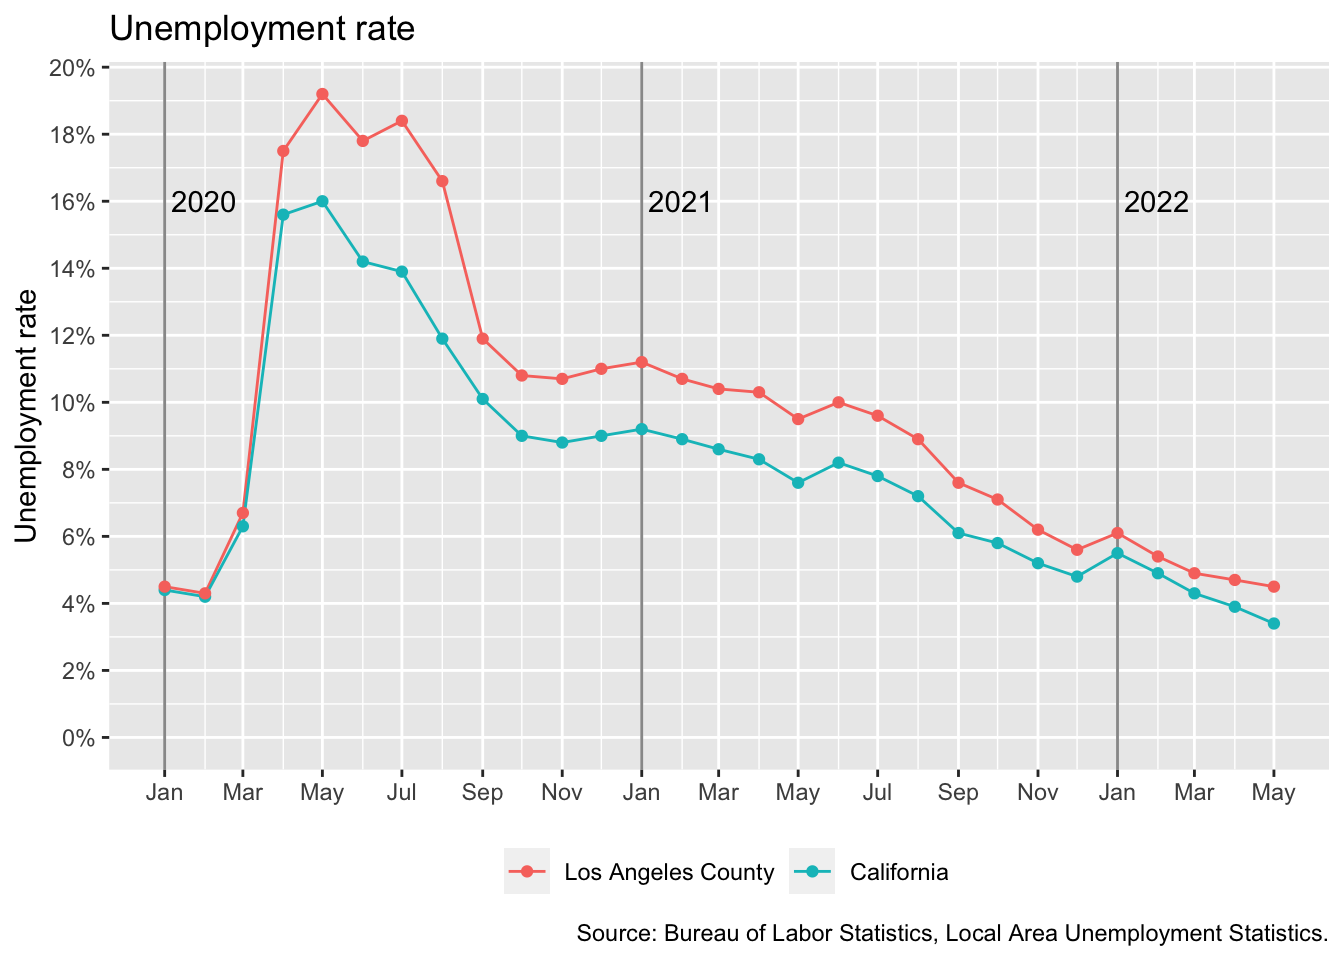 Unemployment rate
20%
18%
16%
14%
12%
10%
8%
6%
4%
2%
0%
Unemployment rate
2020 2021 2022
Jan Mar May Jul Sep Nov Jan Mar May Jul Sep Nov Jan Mar May
Los Angeles County California
Source: Bureau of Labor Statistics, Local Area Unemployment Statistics.